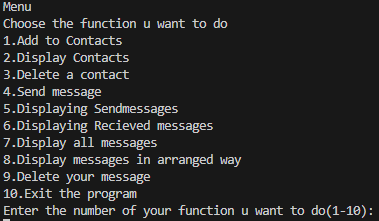 Menu
Choose the function u want to do
1.Add to Contacts
2.Display Contacts
3.Delete a contact
4.Send message
5.Displaying Sendmessages
6.Displaying Recieved messages
7.Display all messages
8.Display messages in arranged way
9.Delete your message
10.Exit the program
Enter the number of your function u want to do(1-10):